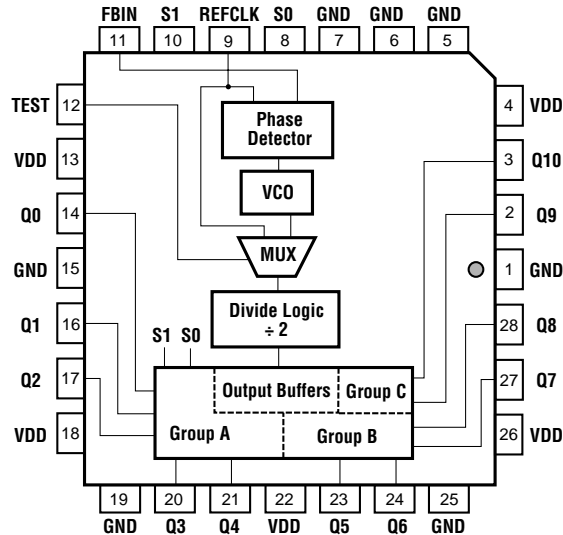 FBIN S1 REFCLK S0 GND GND GND
11 10 9 8 7 6 5
TEST 12
4 VDD
Phase
Detector
VDD 13
3 Q10
VCO
Q0 14
2 Q9
MUX
GND 15
1 GND
Divide Logic
÷ 2
Q1 16
28 Q8
S1 S0
Q2 17
Output Buffers
Group C
27 Q7
VDD 18
Group A
Group B
26 VDD
19 20 21 22 23 24 25
GND Q3 Q4 VDD Q5 Q6 GND